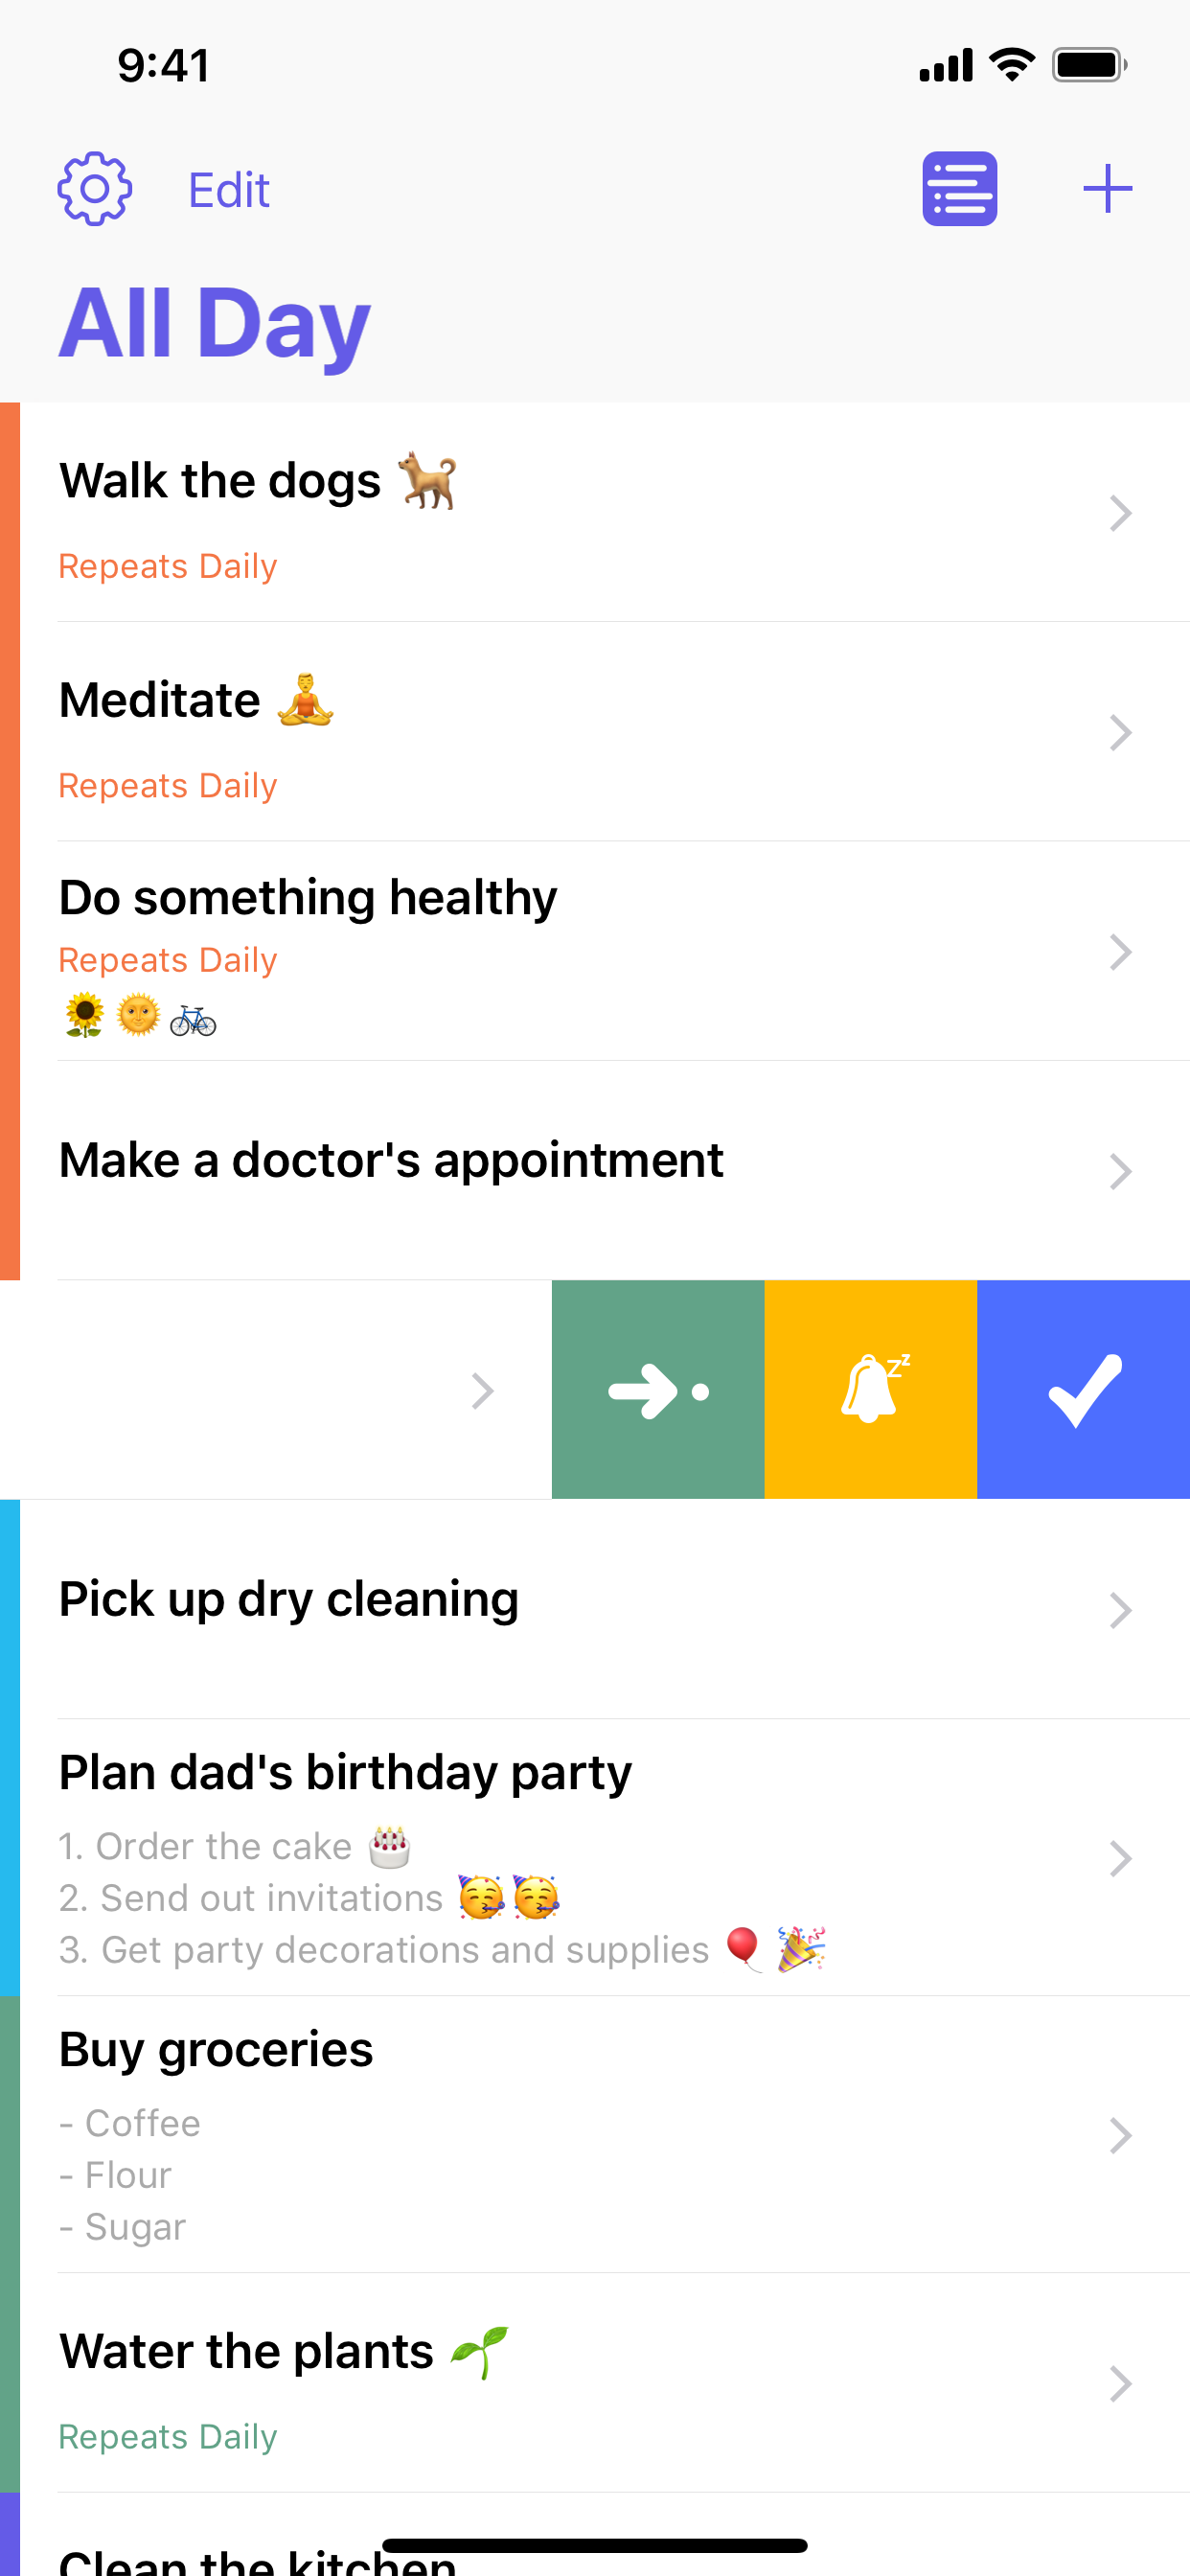 9:41
Edit
All Day
Walk the dogs 🐕
Repeats Daily
Meditate 🧘‍♂️
Repeats Daily
Do something healthy
Repeats Daily
🌻🌞🚲
Make a doctor's appointment
zz
Pick up dry cleaning
Plan dad's birthday party
1. Order the cake 🎂
2. Send out invitations 🥳🥳
3. Get party decorations and supplies 🎈🎉
Buy groceries
- Coffee
- Flour
- Sugar
Water the plants 🌱
Repeats Daily
Clean the kitchen